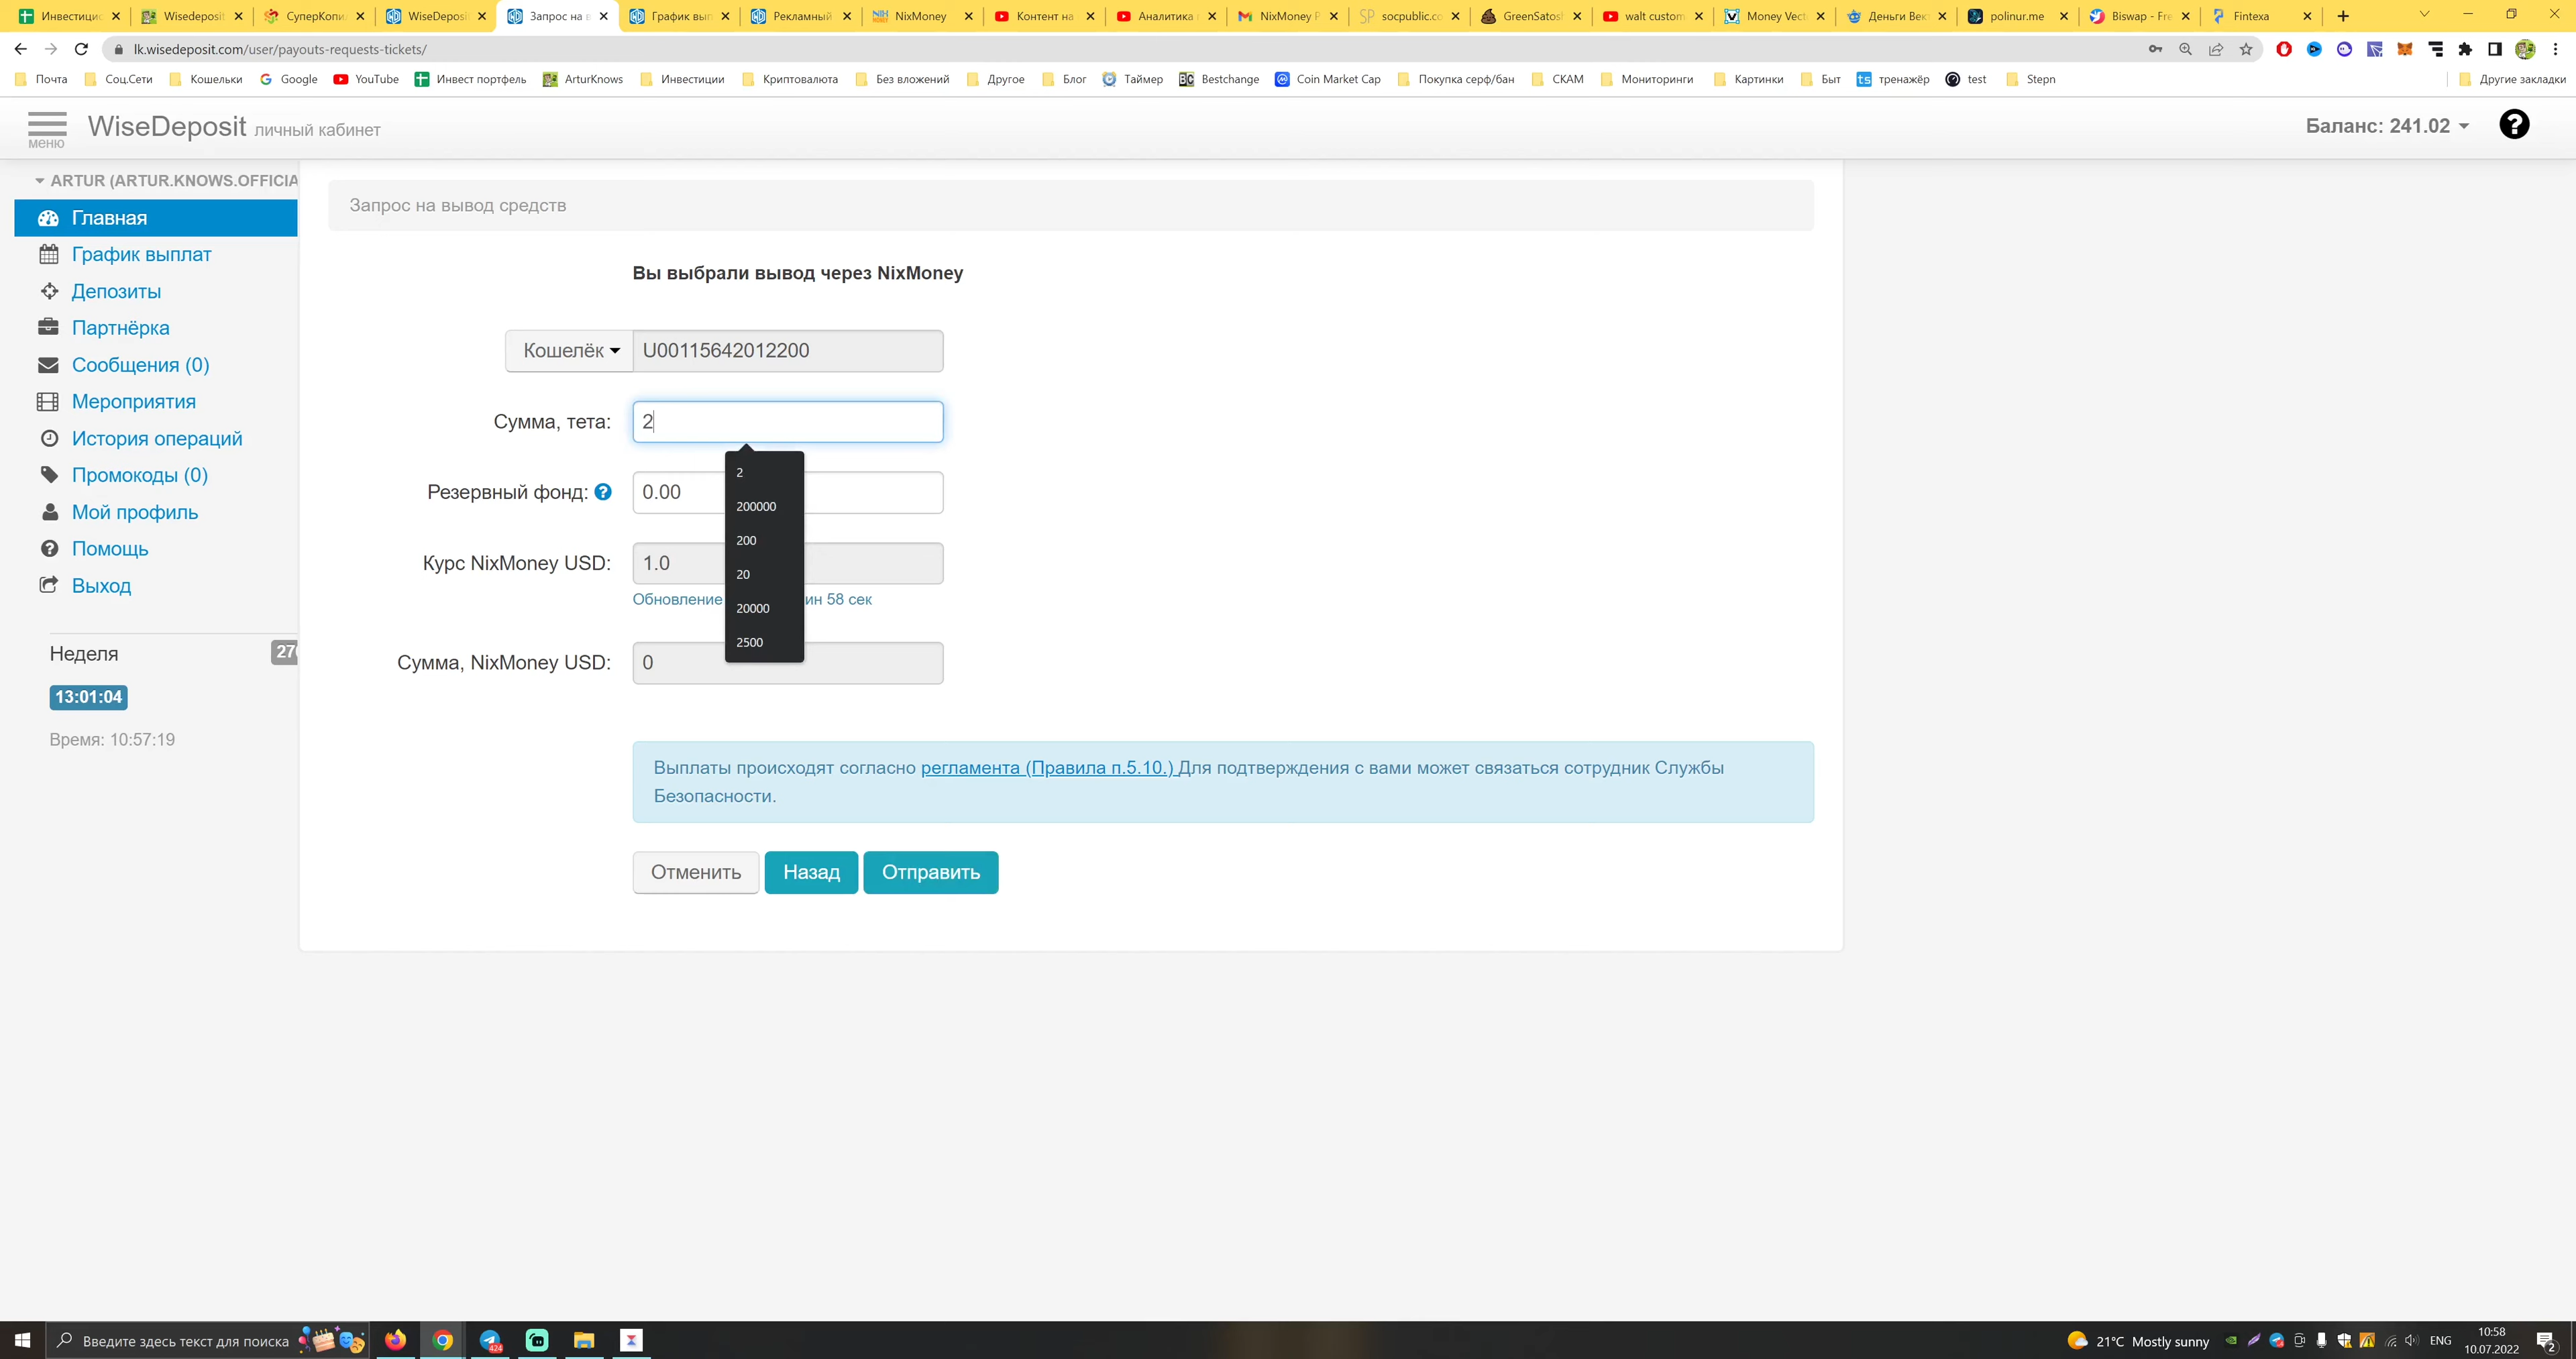 Инвестиции
Wisedeposit
СуперКопи
WiseDeposit
Запрос на в
График вып
Рекламный
NixMoney
Контент на
Аналитика
NixMoney P
socpublic.co
GreenSatos
walt custom
Money Vect
Деньги Век
polinur.me
Biswap - Fre
Fintexa
lk.wisedeposit.com/user/payouts-requests-tickets/
Почта
Соц.Сети
Кошельки
Google
YouTube
Инвест портфель
ArturKnows
Инвестиции
Криптовалюта
Без вложений
Другое
Блог
Таймер
Bestchange
Coin Market Cap
Покупка серф/бан
СКАМ
Мониторинги
Картинки
Быт
тренажёр
test
Stepn
Другие закладки
меню
WiseDeposit личный кабинет
Баланс: 241.02
ARTUR (ARTUR.KNOWS.OFFICIA
Главная
График выплат
Депозиты
Партнёрка
Сообщения (0)
Мероприятия
История операций
Промокоды (0)
Мой профиль
Помощь
Выход
Неделя
13:01:04
Время: 10:57:19
Запрос на вывод средств
Вы выбрали вывод через NixMoney
Кошелёк U00115642012200
Сумма, тета: 2
2
200000
200
20
20000
2500
Резервный фонд: 0.00
Курс NixMoney USD: 1.0
Обновление ин 58 сек
Сумма, NixMoney USD: 0
Выплаты происходят согласно регламента (Правила п.5.10.) Для подтверждения с вами может связаться сотрудник Службы
Безопасности.
Отменить
Назад
Отправить
Введите здесь текст для поиска
424
21°C Mostly sunny
ENG
10:58
10.07.2022
2